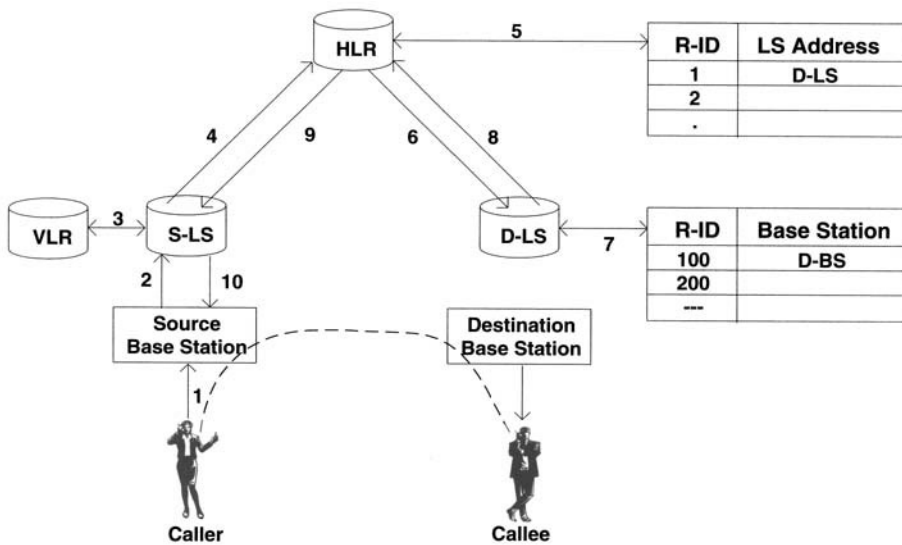 5
HLR
R-ID LS Address
1 D-LS
2
.
4
9
6
8
VLR
3
S-LS
D-LS
7
R-ID Base Station
100 D-BS
200
---
2
10
Source
Base Station
Destination
Base Station
1
Caller
Callee